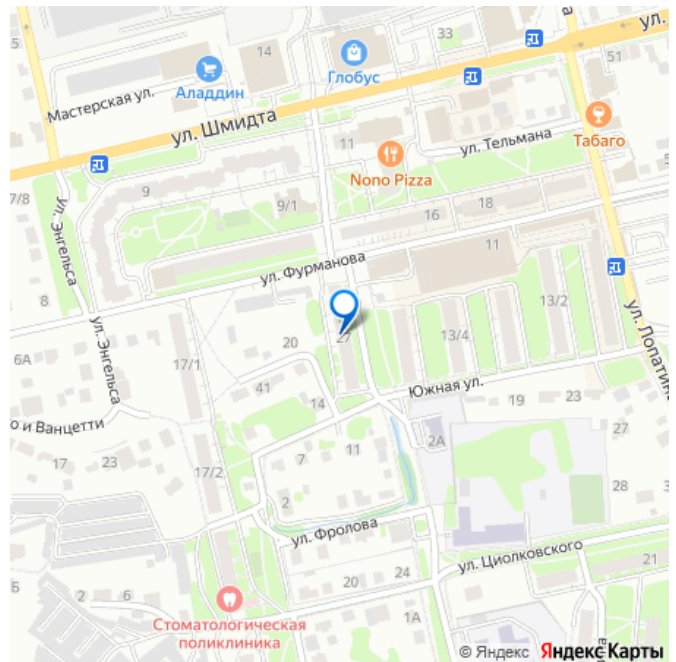 ул.
33
14
Глобус
51
Аладдин
Мастерская ул.
ул. Шмидта
11
ул. Тельмана
Табаго
Nono Pizza
17/8
9
9/1
16
18
ул. Энгельса
11
ул. Фурманова
8
13/2
ул. Энгельса
27
13/4
ул. Лопатина
6А
17/1
20
41
Южная ул.
14
19
23
о и Ванцетти
2А
27
17
23
17/2
7
11
28
2
ул. Фролова
ул. Циолковского
21
2
6
20
24
1А
Стоматологическая
поликлиника
© Яндекс Яндекс Карты